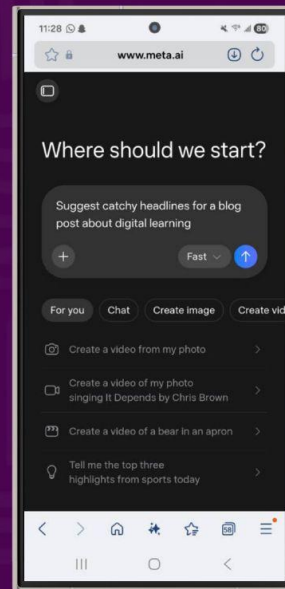 11:28
80
www.meta.ai
Where should we start?
Suggest catchy headlines for a blog
post about digital learning
Fast
For you
Chat
Create image
Create vid
Create a video from my photo
Create a video of my photo
singing It Depends by Chris Brown
Create a video of a bear in an apron
Tell me the top three
highlights from sports today
58